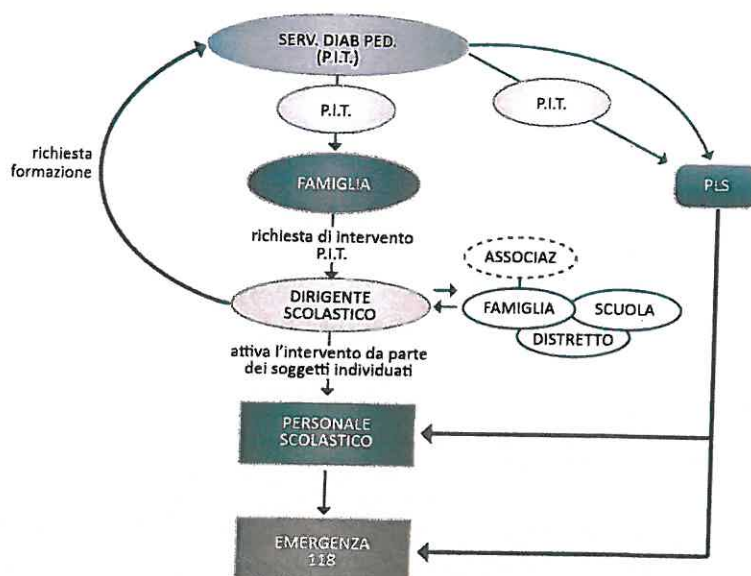 SERV. DIAB PED.
(P.I.T.)
P.I.T.
P.I.T.
richiesta
formazione
FAMIGLIA
PLS
richiesta di intervento
P.I.T.
ASSOCIAZ
DIRIGENTE
SCOLASTICO
FAMIGLIA
SCUOLA
DISTRETTO
attiva l'intervento da parte
dei soggetti individuati
PERSONALE
SCOLASTICO
EMERGENZA
118